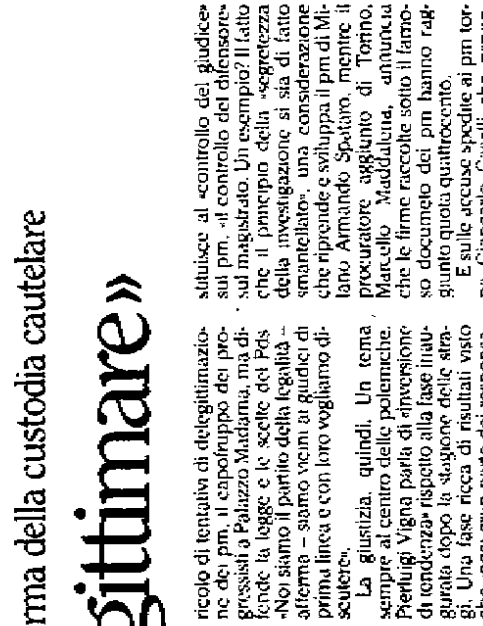 rma della custodia cautelare
gittimare»
ricolo di tentativi di delegittimazio-
ne dei pm, il capofruppo dei pro-
gressisti a Palazzo Madama, ma di-
fende la legge e le scelte del Pds
«Noi siamo il partito della legalità –
afferma – siamo vicini ai giudici di
prima linea e con loro vogliamo di-
scutere».
La giustizia, quindi. Un tema
sempre al centro delle polemiche.
Pierluigi Vigna parla di «inversione
di tendenza» rispetto alla fase inau-
gurata dopo la stagione delle stra-
gi. Una fase ricca di risultati visto
che
stituisce al «controllo del giudice»
sul pm, «il controllo del difensore»
sul magistrato. Un esempio? Il fatto
che il principio della «segretezza
della investigazione si sia di fatto
smantellato», una considerazione
che riprende e sviluppa il pm di Mi-
lano Armando Spataro, mentre il
procuratore aggiunto di Torino,
Marcello Maddalena, annuncia
che le firme raccolte sotto il famo-
so documeto dei pm hanno rag-
giunto quota quattrocento.
E sulle accuse spedite ai pm tor-